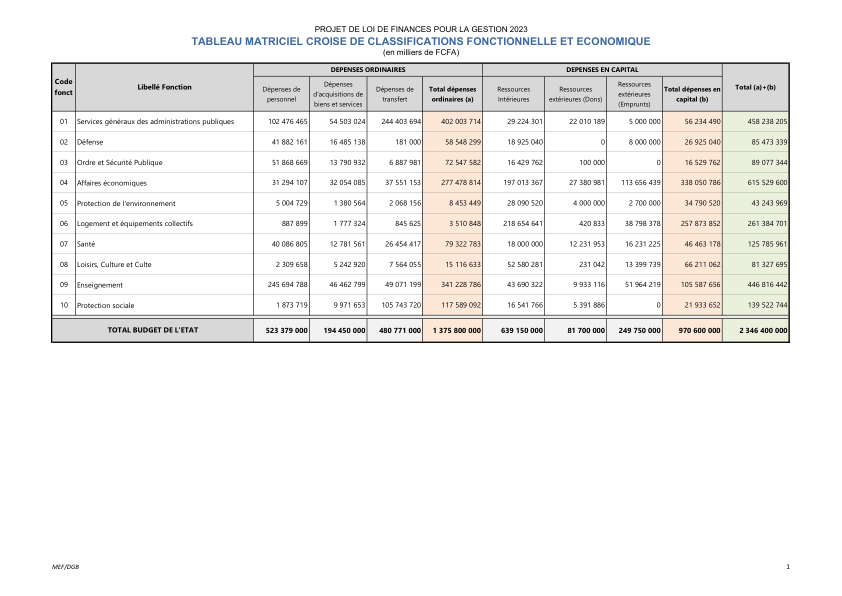 PROJET DE LOI DE FINANCES POUR LA GESTION 2023
TABLEAU MATRICIEL CROISE DE CLASSIFICATIONS FONCTIONNELLE ET ECONOMIQUE
(en milliers de FCFA)
Code fonct
Libellé Fonction
DEPENSES ORDINAIRES
DEPENSES EN CAPITAL
Total (a)+(b)
Dépenses de personnel
Dépenses d'acquisitions de biens et services
Dépenses de transfert
Total dépenses ordinaires (a)
Ressources Intérieures
Ressources extérieures (Dons)
Ressources extérieures (Emprunts)
Total dépenses en capital (b)
01 Services généraux des administrations publiques 102 476 465 54 503 024 244 403 694 402 003 714 29 224 301 22 010 189 5 000 000 56 234 490 458 238 205
02 Défense 41 882 161 16 485 138 181 000 58 548 299 18 925 040 0 8 000 000 26 925 040 85 473 339
03 Ordre et Sécurité Publique 51 868 669 13 790 932 6 887 981 72 547 582 16 429 762 100 000 0 16 529 762 89 077 344
04 Affaires économiques 31 294 107 32 054 085 37 551 153 277 478 814 197 013 367 27 380 981 113 656 439 338 050 786 615 529 600
05 Protection de l'environnement 5 004 729 1 380 564 2 068 156 8 453 449 28 090 520 4 000 000 2 700 000 34 790 520 43 243 969
06 Logement et équipements collectifs 887 899 1 777 324 845 625 3 510 848 218 654 641 420 833 38 798 378 257 873 852 261 384 701
07 Santé 40 086 805 12 781 561 26 454 417 79 322 783 18 000 000 12 231 953 16 231 225 46 463 178 125 785 961
08 Loisirs, Culture et Culte 2 309 658 5 242 920 7 564 055 15 116 633 52 580 281 231 042 13 399 739 66 211 062 81 327 695
09 Enseignement 245 694 788 46 462 799 49 071 199 341 228 786 43 690 322 9 933 116 51 964 219 105 587 656 446 816 442
10 Protection sociale 1 873 719 9 971 653 105 743 720 117 589 092 16 541 766 5 391 886 0 21 933 652 139 522 744
TOTAL BUDGET DE L'ETAT 523 379 000 194 450 000 480 771 000 1 375 800 000 639 150 000 81 700 000 249 750 000 970 600 000 2 346 400 000
MEF/DGB 1